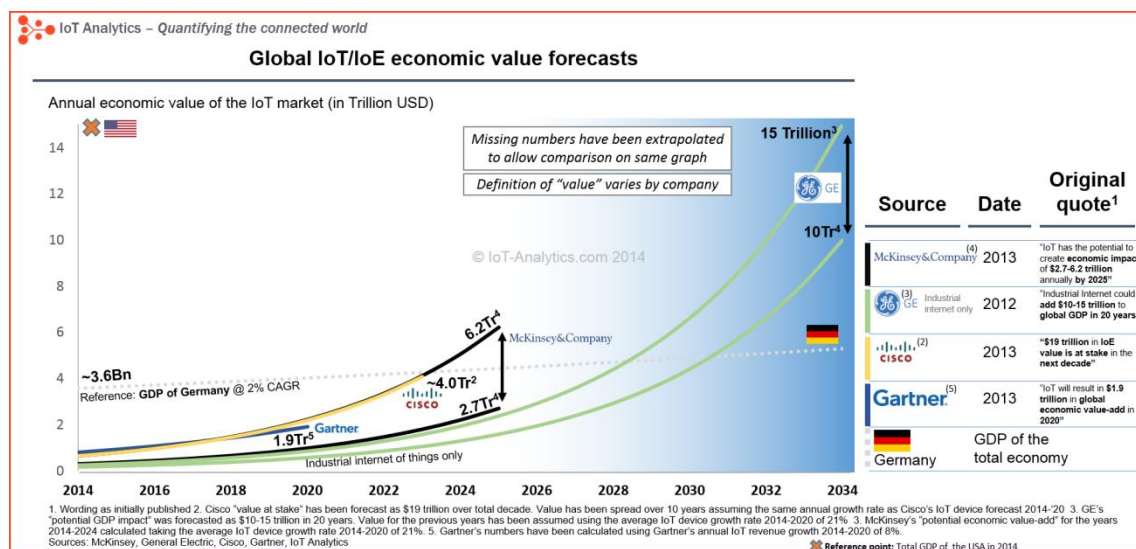 IoT Analytics – Quantifying the connected world
Global IoT/IoE economic value forecasts
Annual economic value of the IoT market (in Trillion USD)
14
12
10
8
6
4
2
0
2014 2016 2018 2020 2022 2024 2026 2028 2030 2032 2034
Missing numbers have been extrapolated
to allow comparison on same graph
Definition of "value" varies by company
© IoT-Analytics.com 2014
15 Trillion3
GE
10Tr4
6.2Tr4
McKinsey&Company
~3.6Bn
Reference: GDP of Germany @ 2% CAGR
~4.0Tr2
CISCO
2.7Tr4
Gartner
1.9Tr5
Industrial internet of things only
Source Date Original
quote1
McKinsey&Company (4) 2013
"IoT has the potential to
create economic impac
of $2.7-6.2 trillion
annually by 2025"
GE (3) Industrial
internet only
2012
"Industrial Internet could
add $10-15 trillion to
global GDP in 20 years
CISCO (2) 2013
"$19 trillion in IoE
value is at stake in the
next decade"
Gartner (5) 2013
"IoT will result in $1.9
trillion in global
economic value-add in
2020"
Germany
GDP of the
total economy
1. Wording as initially published 2. Cisco "value at stake" has been forecast as $19 trillion over total decade. Value has been spread over 10 years assuming the same annual growth rate as Cisco's IoT device forecast 2014-'20 3. GE's
"potential GDP impact" was forecasted as $10-15 trillion in 20 years. Value for the previous years has been assumed using the average IoT device growth rate 2014-2020 of 21% 3. McKinsey's "potential economic value-add" for the years
2014-2024 calculated taking the average IoT device growth rate 2014-2020 of 21%. 5. Gartner's numbers have been calculated using Gartner's annual IoT revenue growth 2014-2020 of 8%.
Sources: McKinsey, General Electric, Cisco, Gartner, IoT Analytics
Reference point: Total GDP of the USA in 2014